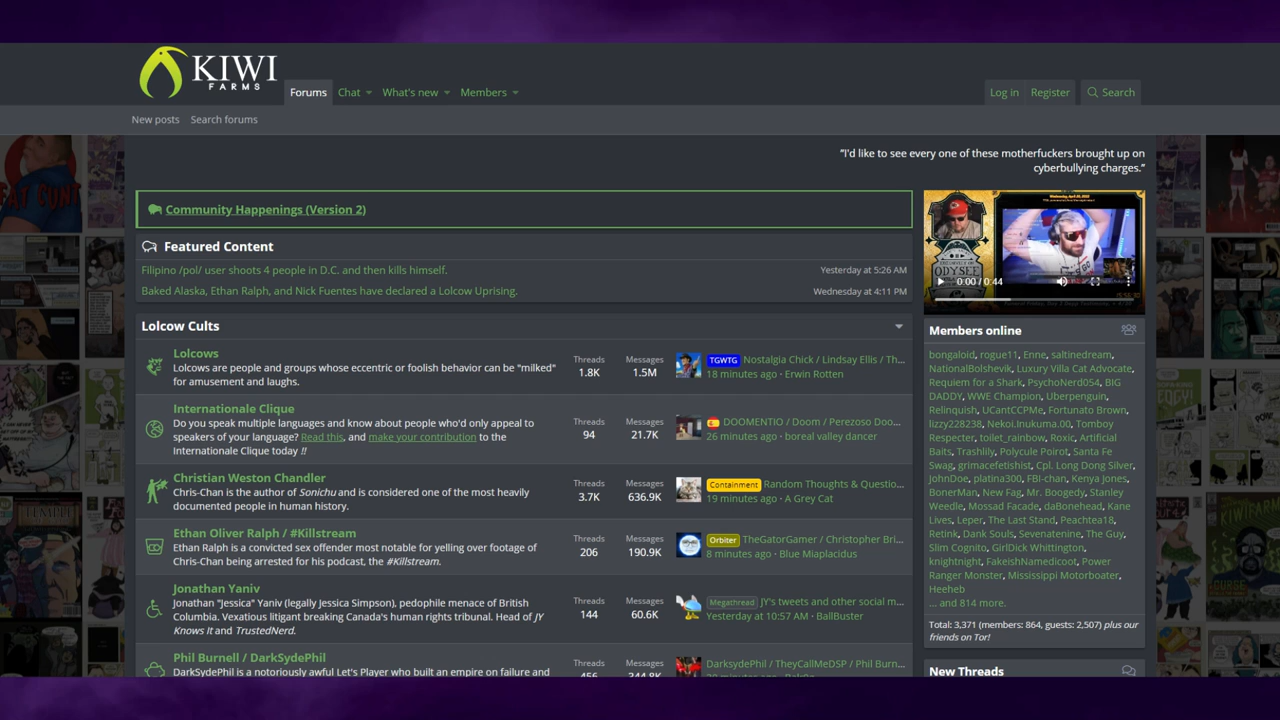 KIWI
FARMS
Forums Chat What's new Members
Log in Register Search
New posts Search forums
"I'd like to see every one of these motherfuckers brought up on
cyberbullying charges."
Community Happenings (Version 2)
Featured Content
Filipino /pol/ user shoots 4 people in D.C. and then kills himself. Yesterday at 5:26 AM
Baked Alaska, Ethan Ralph, and Nick Fuentes have declared a Lolcow Uprising. Wednesday at 4:11 PM
Lolcow Cults
Lolcows
Lolcows are people and groups whose eccentric or foolish behavior can be "milked"
for amusement and laughs.
Threads Messages
1.8K 1.5M
TGWTG Nostalgia Chick / Lindsay Ellis / Th...
18 minutes ago · Erwin Rotten
Internationale Clique
Do you speak multiple languages and know about people who'd only appeal to
speakers of your language? Read this, and make your contribution to the
Internationale Clique today !!
Threads Messages
94 21.7K
DOOMENTIO / Doom / Perezoso Doo...
26 minutes ago · boreal valley dancer
Christian Weston Chandler
Chris-Chan is the author of Sonichu and is considered one of the most heavily
documented people in human history.
Threads Messages
3.7K 636.9K
Containment Random Thoughts & Questio...
19 minutes ago · A Grey Cat
Ethan Oliver Ralph / #Killstream
Ethan Ralph is a convicted sex offender most notable for yelling over footage of
Chris-Chan being arrested for his podcast, the #Killstream.
Threads Messages
206 190.9K
Orbiter TheGatorGamer / Christopher Bri...
8 minutes ago · Blue Miaplacidus
Jonathan Yaniv
Jonathan "Jessica" Yaniv (legally Jessica Simpson), pedophile menace of British
Columbia. Vexatious litigant breaking Canada's human rights tribunal. Head of JY
Knows It and TrustedNerd.
Threads Messages
144 60.6K
Megathread JY's tweets and other social m...
Yesterday at 10:57 AM · BallBuster
Phil Burnell / DarkSydePhil
DarkSydePhil is a notoriously awful Let's Player who built an empire on failure and
Threads Messages
456 344.8K
DarksydePhil / TheyCallMeDSP / Phil Burn...
ODYSEE
0:00 / 0:44
Members online
bongaloid, rogue11, Enne, saltinedream,
NationalBolshevik, Luxury Villa Cat Advocate,
Requiem for a Shark, PsychoNerd054, BIG
DADDY, WWE Champion, Uberpenguin,
Relinquish, UCantCCPMe, Fortunato Brown,
lizzy228228, Nekoi.Inukuma.00, Tomboy
Respecter, toilet_rainbow, Roxic, Artificial
Baits, Trashlily, Polycule Poirot, Santa Fe
Swag, grimacefetishist, Cpl. Long Dong Silver,
JohnDoe, platina300, FBI-chan, Kenya Jones,
BonerMan, New Fag, Mr. Boogedy, Stanley
Weedle, Mossad Facade, daBonehead, Kane
Lives, Leper, The Last Stand, Peachtea18,
Retink, Dank Souls, Sevenatenine, The Guy,
Slim Cognito, GirlDick Whittington,
knightnight, FakeishNamedicoot, Power
Ranger Monster, Mississippi Motorboater,
Heeheb
... and 814 more.
Total: 3,371 (members: 864, guests: 2,507) plus our
friends on Tor!
New Threads
FAT CUNT